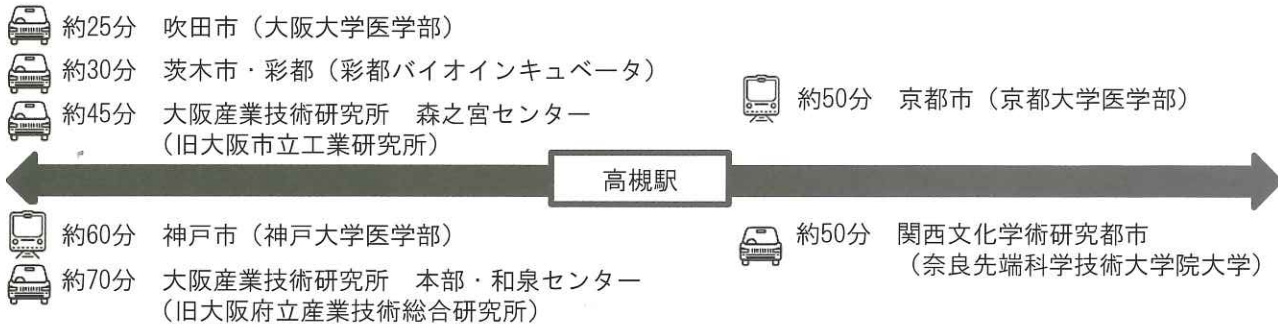 約25分 吹田市（大阪大学医学部）
約30分 茨木市・彩都（彩都バイオインキュベータ）
約45分 大阪産業技術研究所 森之宮センター
（旧大阪市立工業研究所）
約50分 京都市（京都大学医学部）
高槻駅
約60分 神戸市（神戸大学医学部）
約70分 大阪産業技術研究所 本部・和泉センター
（旧大阪府立産業技術総合研究所）
約50分 関西文化学術研究都市
（奈良先端科学技術大学院大学）